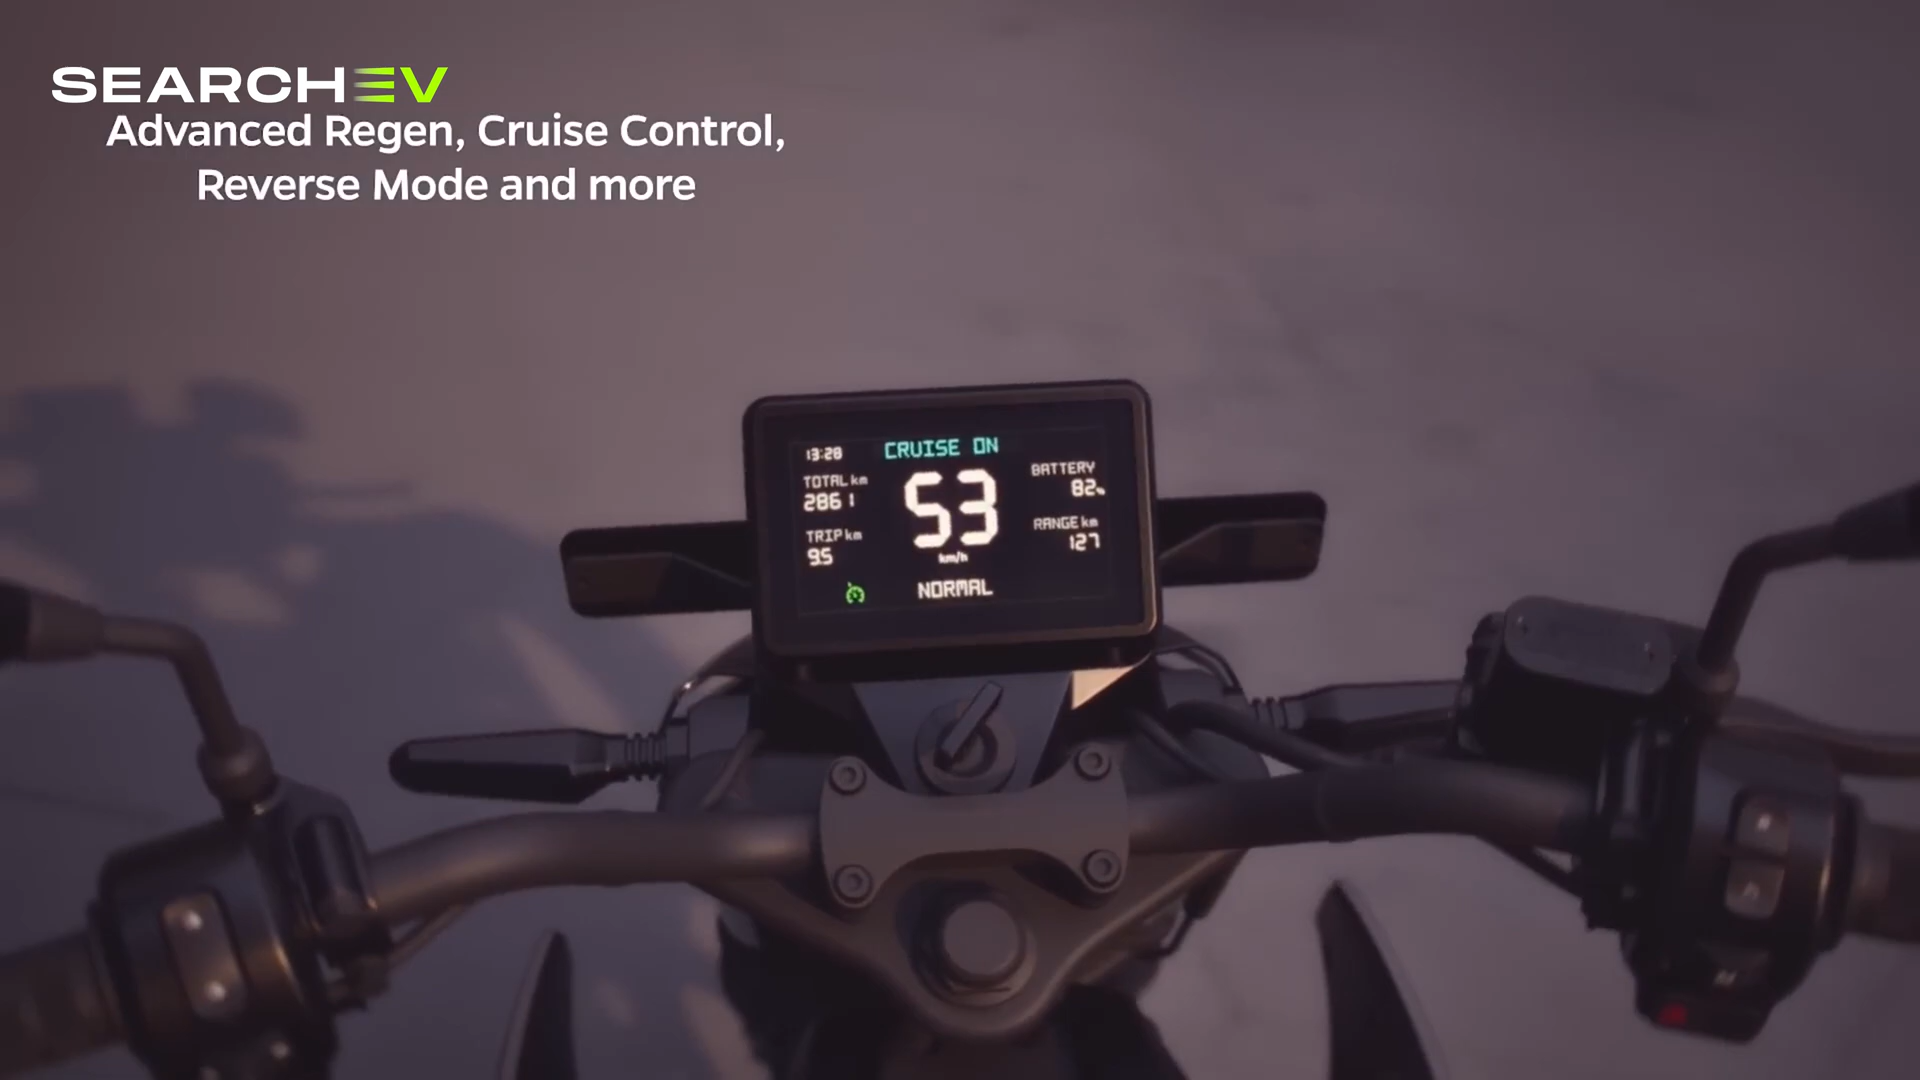 SEARCHEV
Advanced Regen, Cruise Control,
Reverse Mode and more
13:28
CRUISE ON
TOTAL km
2861
TRIP km
95
53
km/h
BATTERY
82%
RANGE km
127
NORMAL